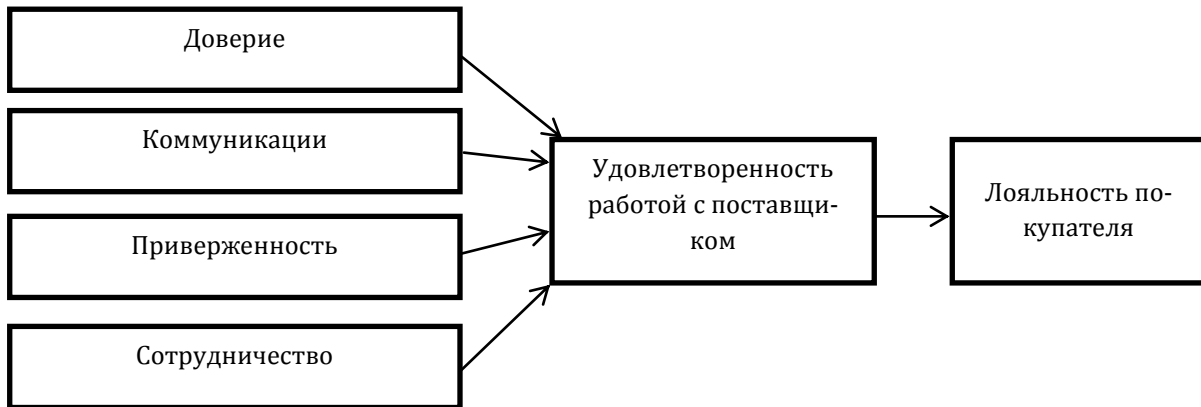 Доверие
Коммуникации
Приверженность
Сотрудничество
Удовлетворенность
работой с поставщи-
ком
Лояльность по-
купателя